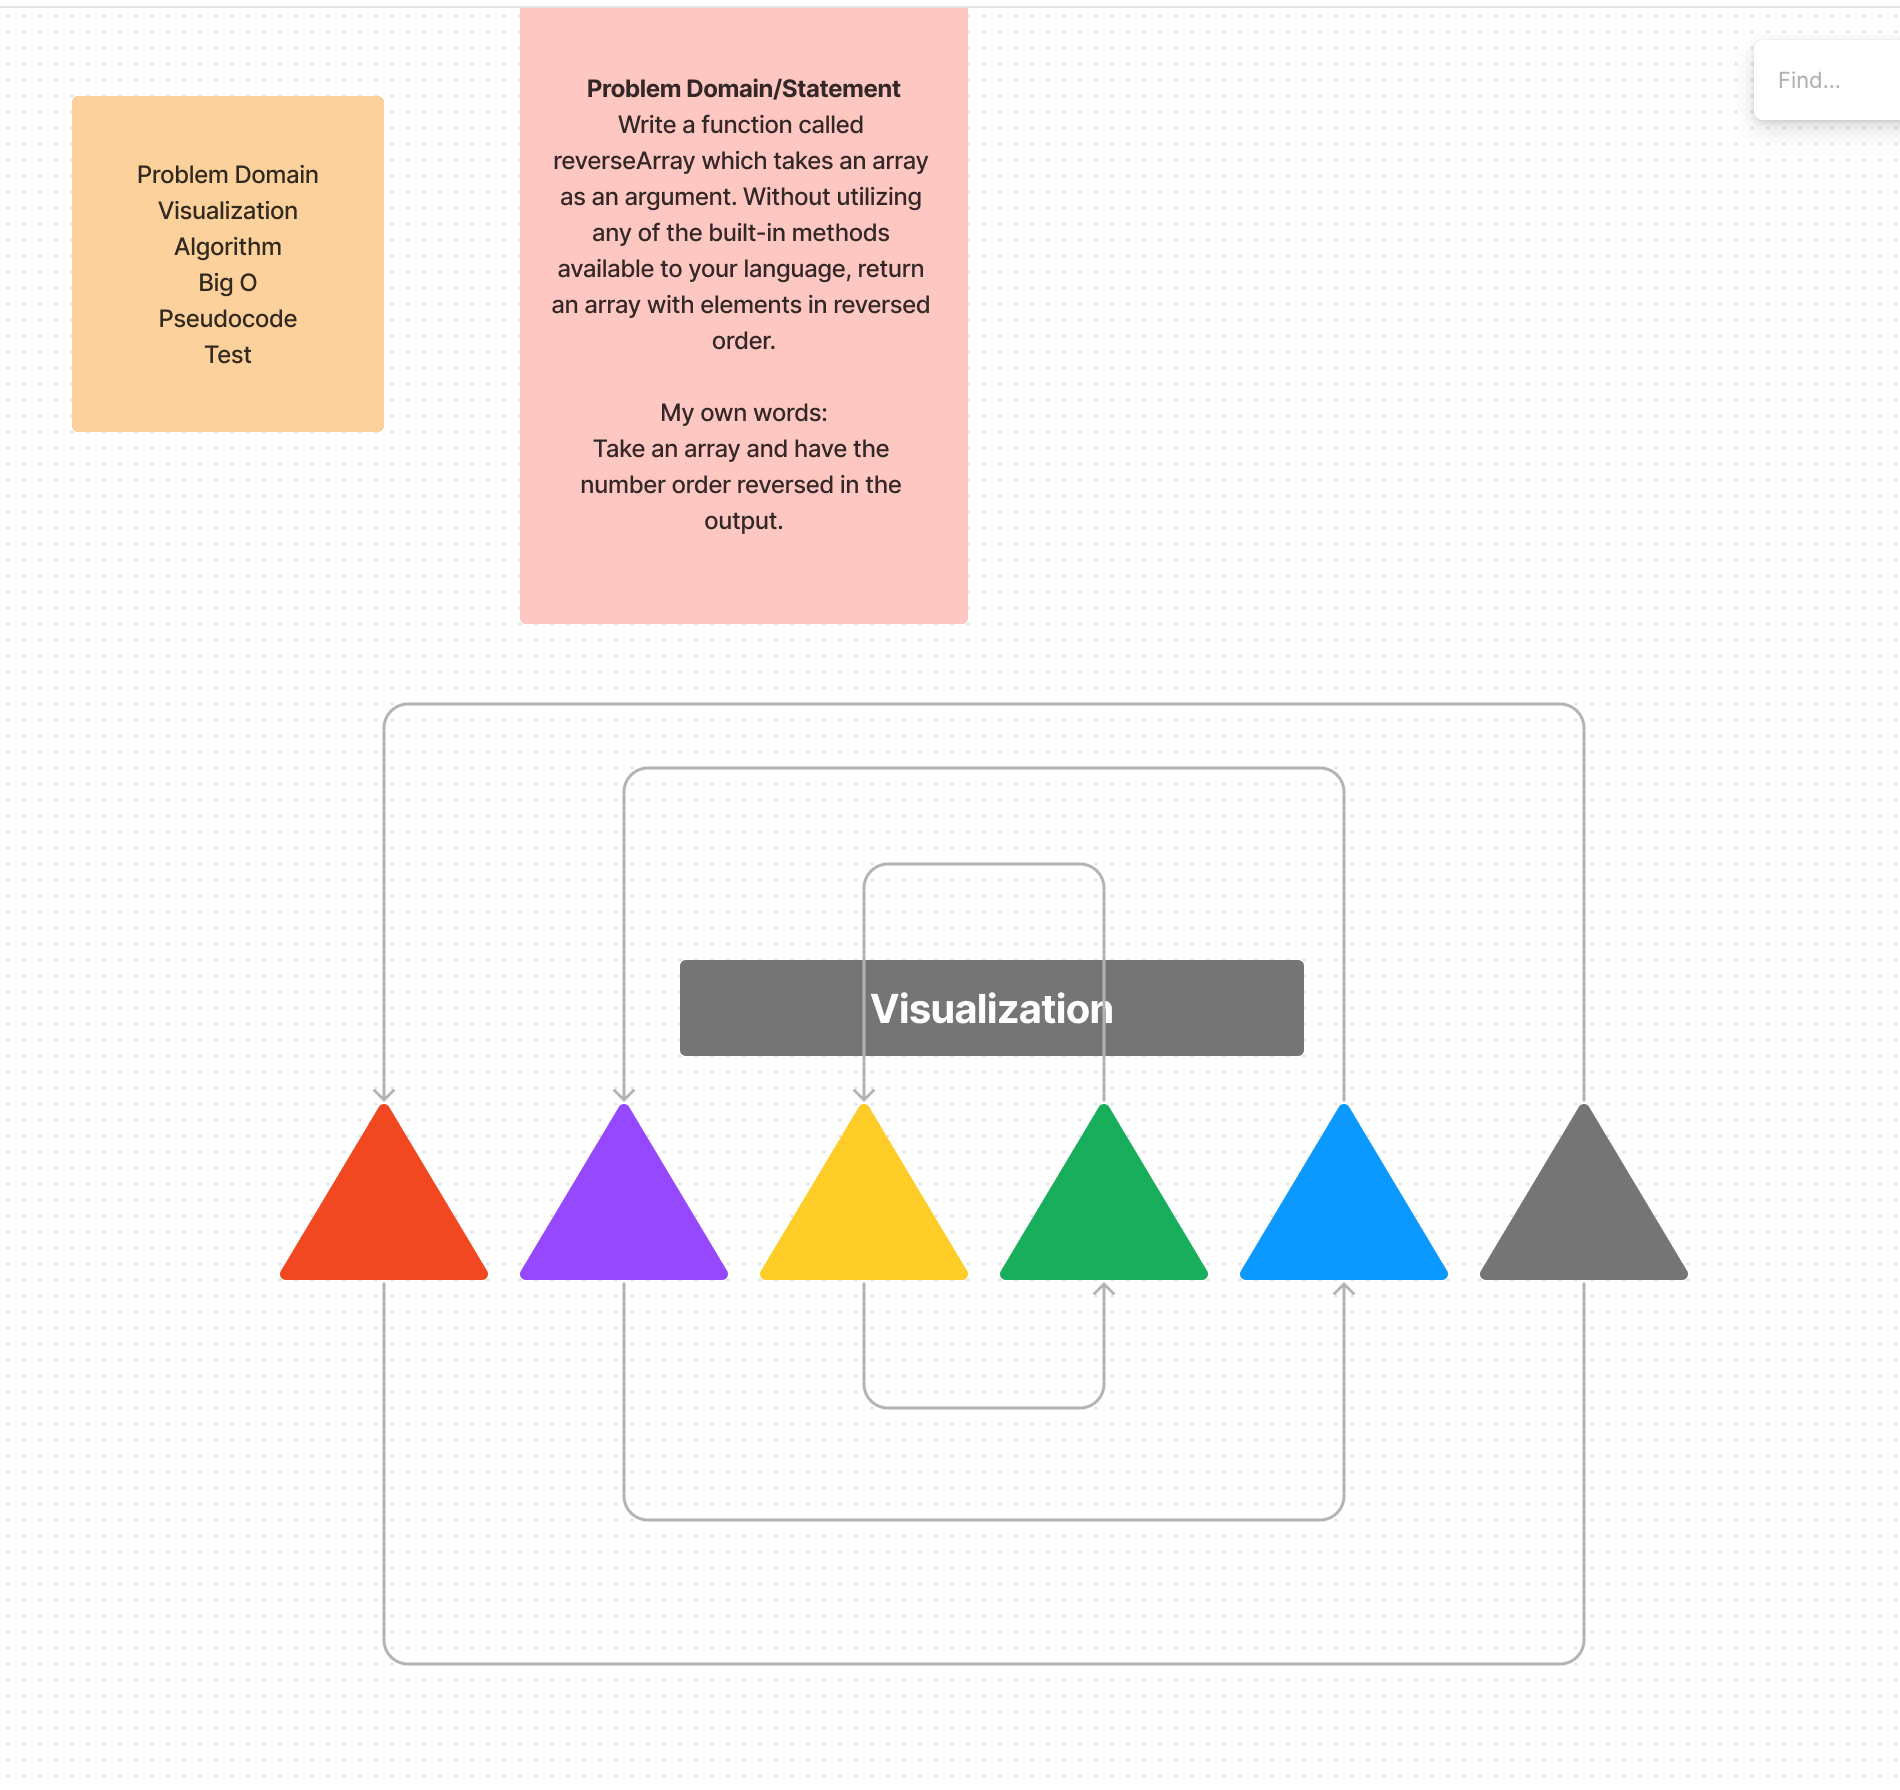 Problem Domain
Visualization
Algorithm
Big O
Pseudocode
Test
Problem Domain/Statement
Write a function called
reverseArray which takes an array
as an argument. Without utilizing
any of the built-in methods
available to your language, return
an array with elements in reversed
order.
My own words:
Take an array and have the
number order reversed in the
output.
Find...
Visualization